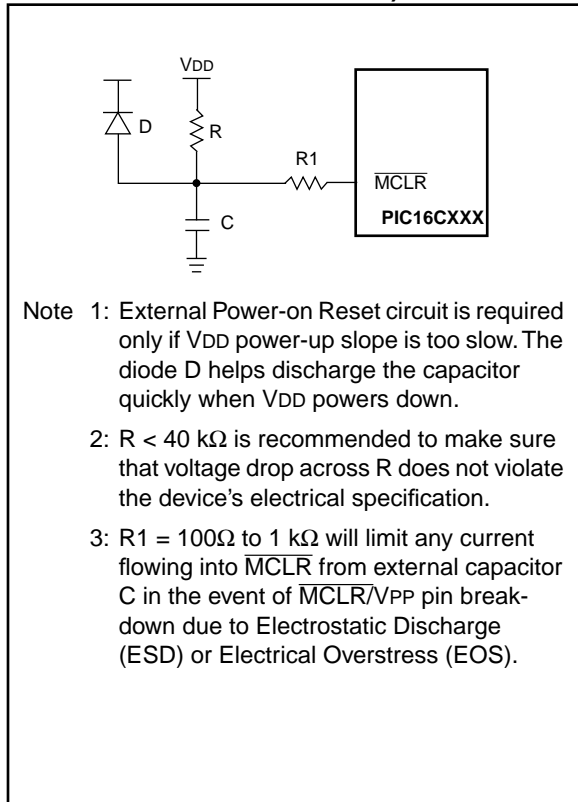 VDD
D
R
R1
MCLR
C
PIC16CXXX
Note 1: External Power-on Reset circuit is required
only if VDD power-up slope is too slow. The
diode D helps discharge the capacitor
quickly when VDD powers down.
2: R < 40 kΩ is recommended to make sure
that voltage drop across R does not violate
the device's electrical specification.
3: R1 = 100Ω to 1 kΩ will limit any current
flowing into MCLR from external capacitor
C in the event of MCLR/VPP pin break-
down due to Electrostatic Discharge
(ESD) or Electrical Overstress (EOS).